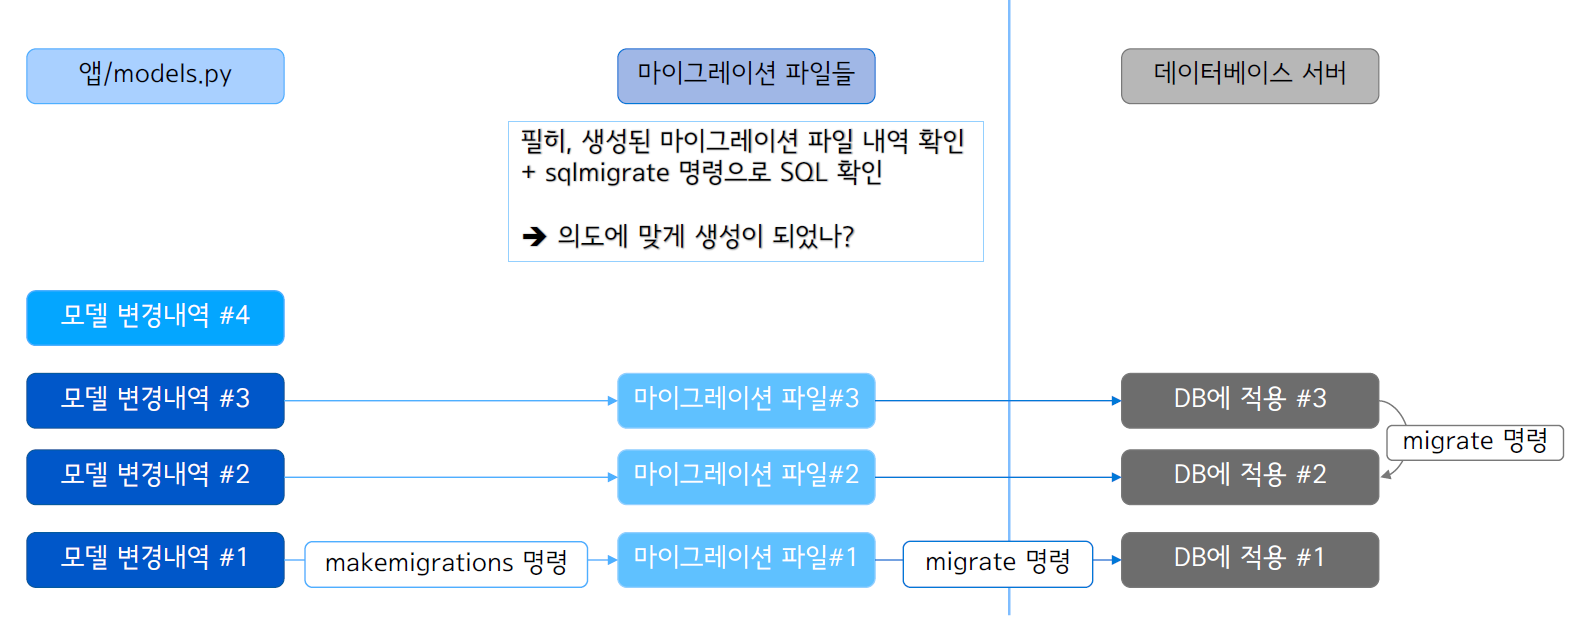 앱/models.py
마이그레이션 파일들
데이터베이스 서버
필히, 생성된 마이그레이션 파일 내역 확인
+ sqlmigrate 명령으로 SQL 확인
➔ 의도에 맞게 생성이 되었나?
모델 변경내역 #4
모델 변경내역 #3
마이그레이션 파일#3
DB에 적용 #3
migrate 명령
모델 변경내역 #2
마이그레이션 파일#2
DB에 적용 #2
모델 변경내역 #1
makemigrations 명령
마이그레이션 파일#1
migrate 명령
DB에 적용 #1